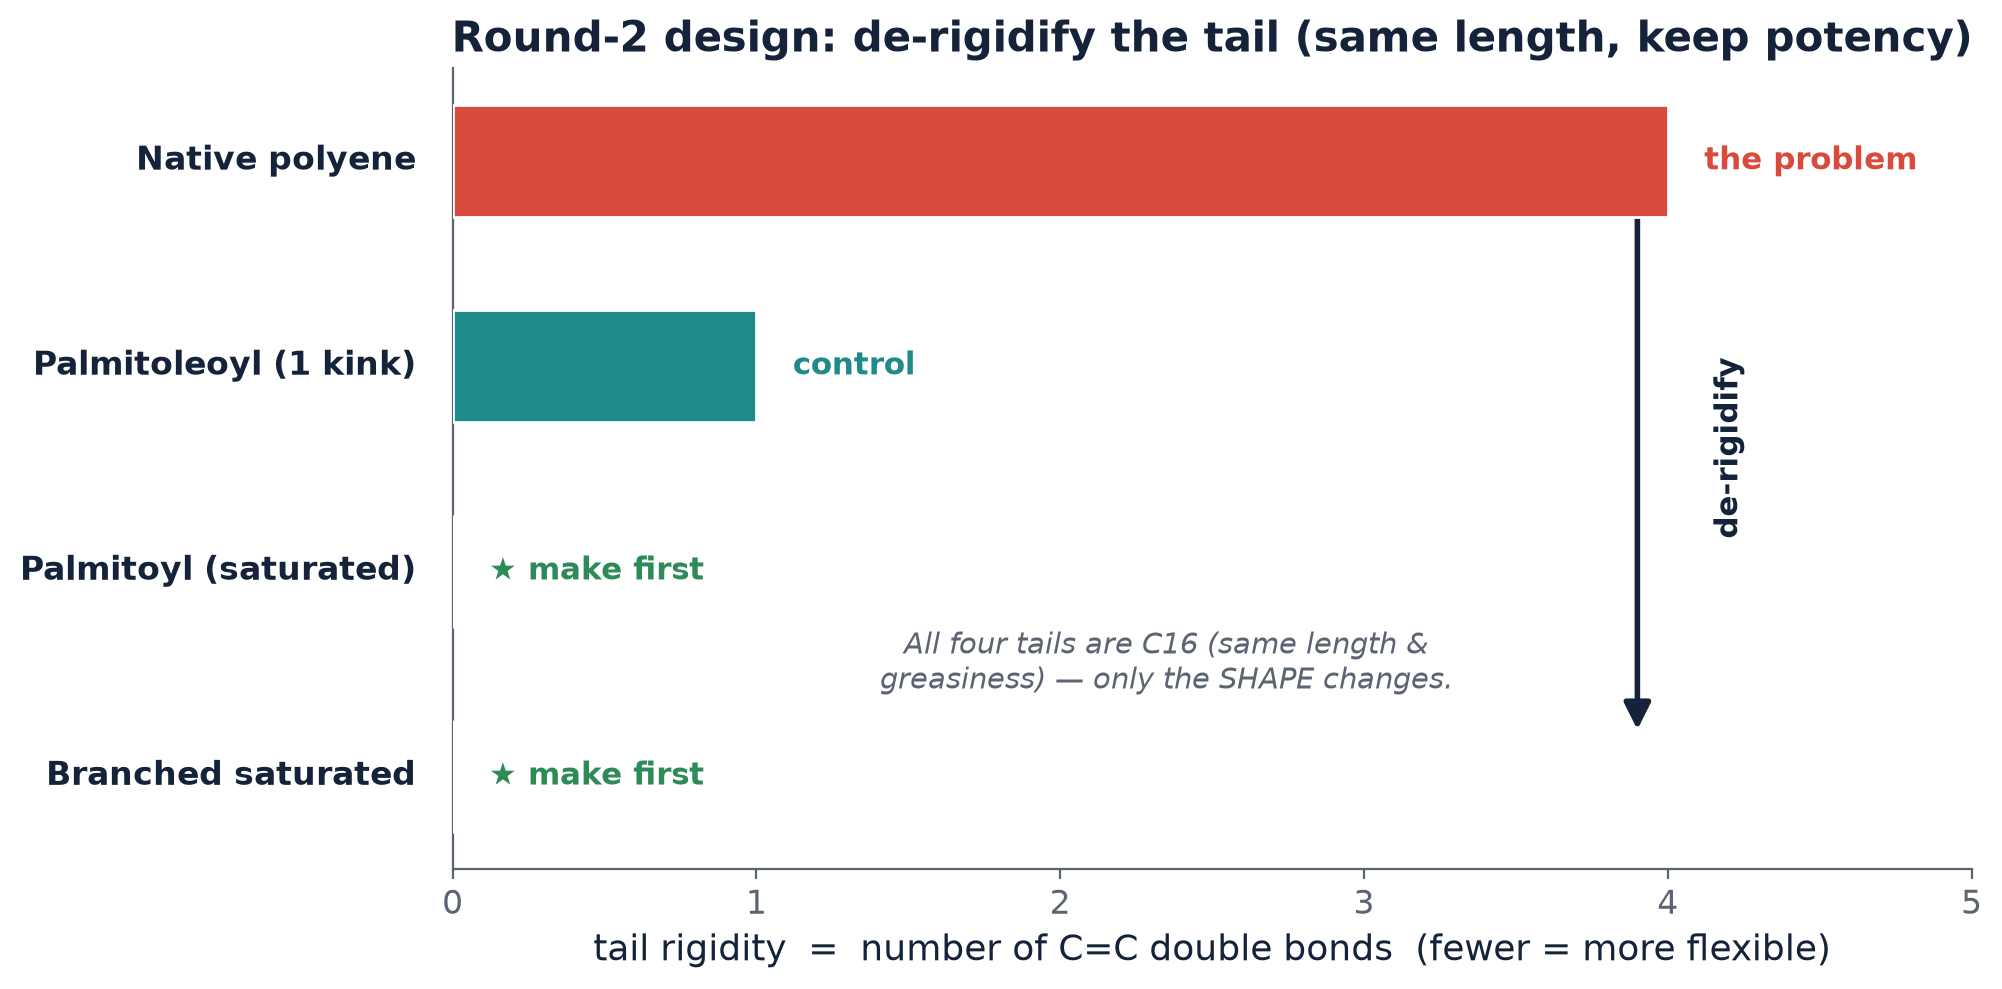 Round-2 design: de-rigidify the tail (same length, keep potency)
Native polyene
the problem
Palmitoleoyl (1 kink)
control
de-rigidify
Palmitoyl (saturated)
★ make first
All four tails are C16 (same length &
greasiness) — only the SHAPE changes.
Branched saturated
★ make first
0 1 2 3 4 5
tail rigidity = number of C=C double bonds (fewer = more flexible)